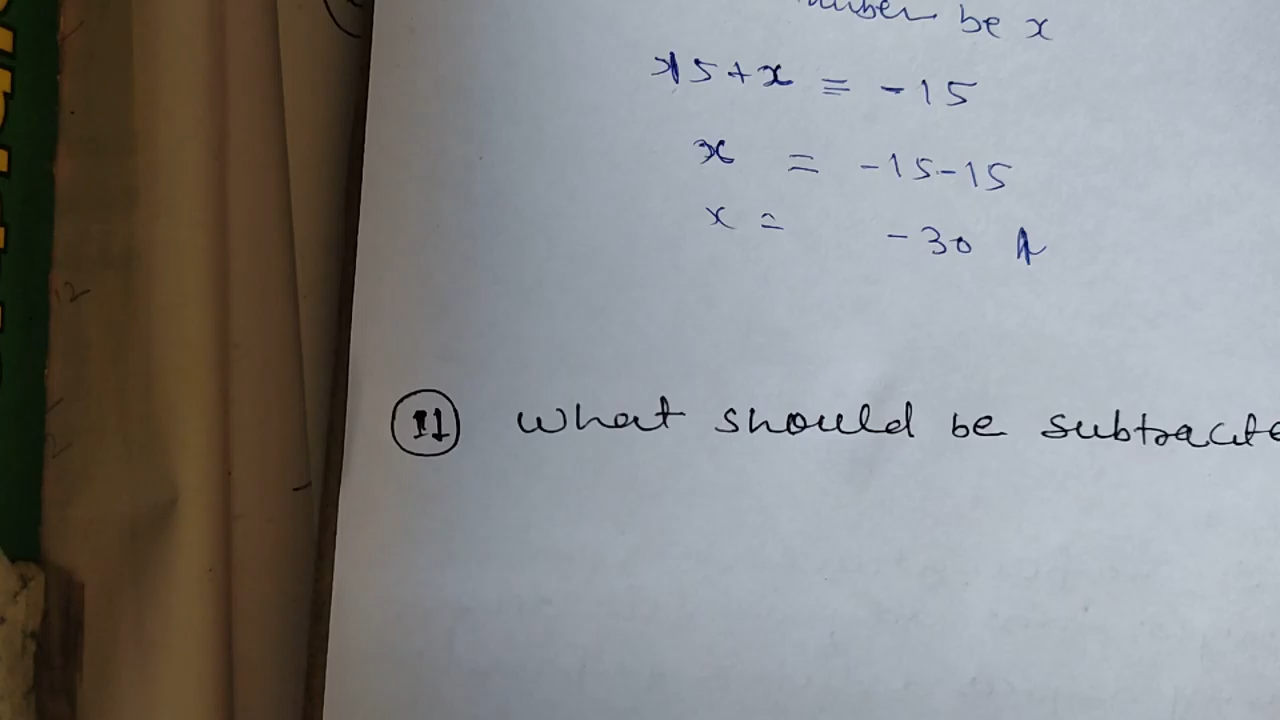 be x
15+x = -15
x = -15-15
x = -30
11 What should be subtracte